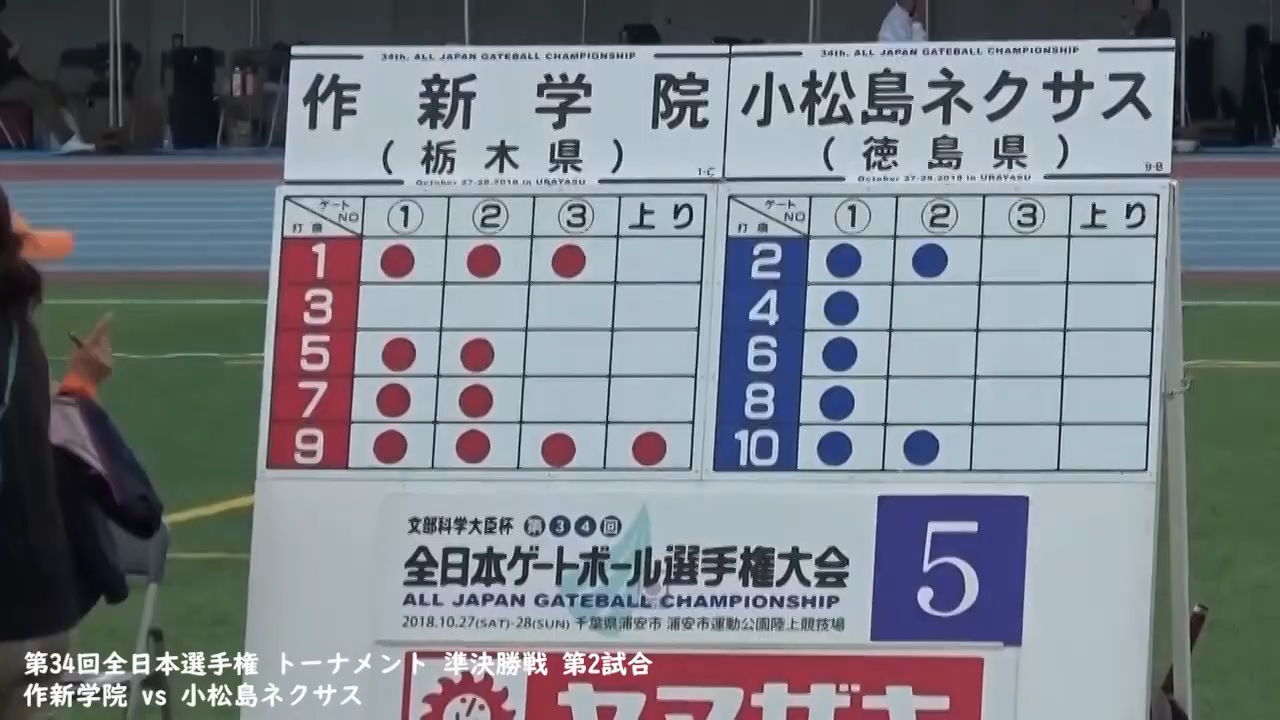 34th. ALL JAPAN GATEBALL CHAMPIONSHIP
作新学院
(栃木県)
1-C
October 27-28.2018 in URAYASU
34th. ALL JAPAN GATEBALL CHAMPIONSHIP
小松島ネクサス
(徳島県)
9-B
October 27-28.2018 in URAYASU
ゲート NO ① ② ③ 上り
打順
1
3
5
7
9
ゲート NO ① ② ③ 上り
打順
2
4
6
8
10
文部科学大臣杯 第34回
全日本ゲートボール選手権大会
ALL JAPAN GATEBALL CHAMPIONSHIP
2018.10.27(SAT)-28(SUN) 千葉県浦安市 浦安市運動公園陸上競技場
5
ヤマザキ
第34回全日本選手権 トーナメント 準決勝戦 第2試合
作新学院 vs 小松島ネクサス